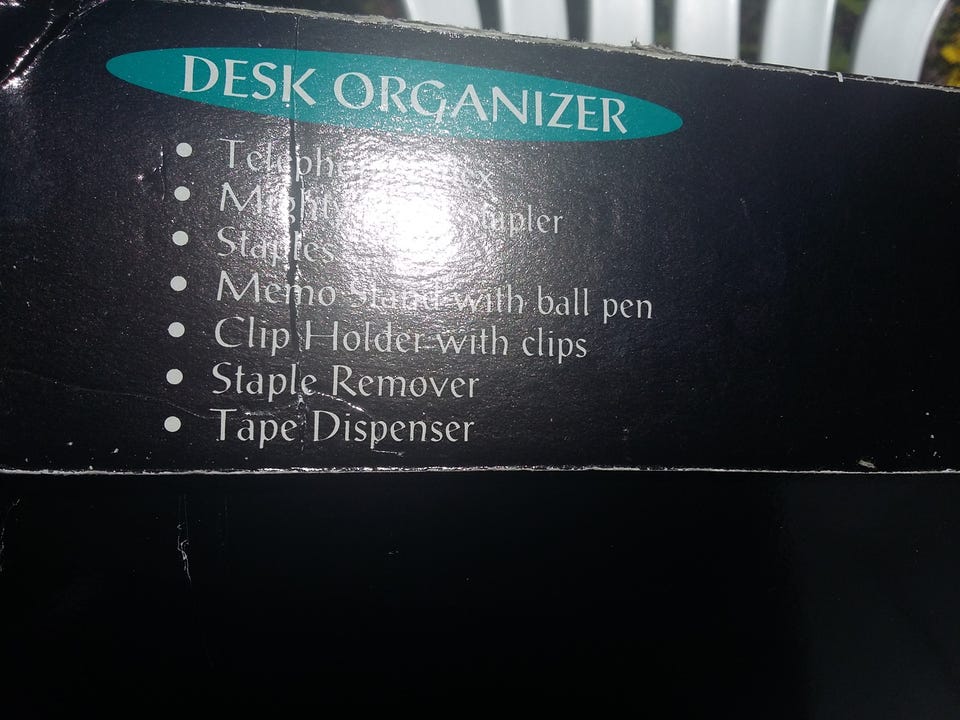 DESK ORGANIZER
• Stapler
• Staples
• Memo Stand with ball pen
• Clip Holder with clips
• Staple Remover
• Tape Dispenser